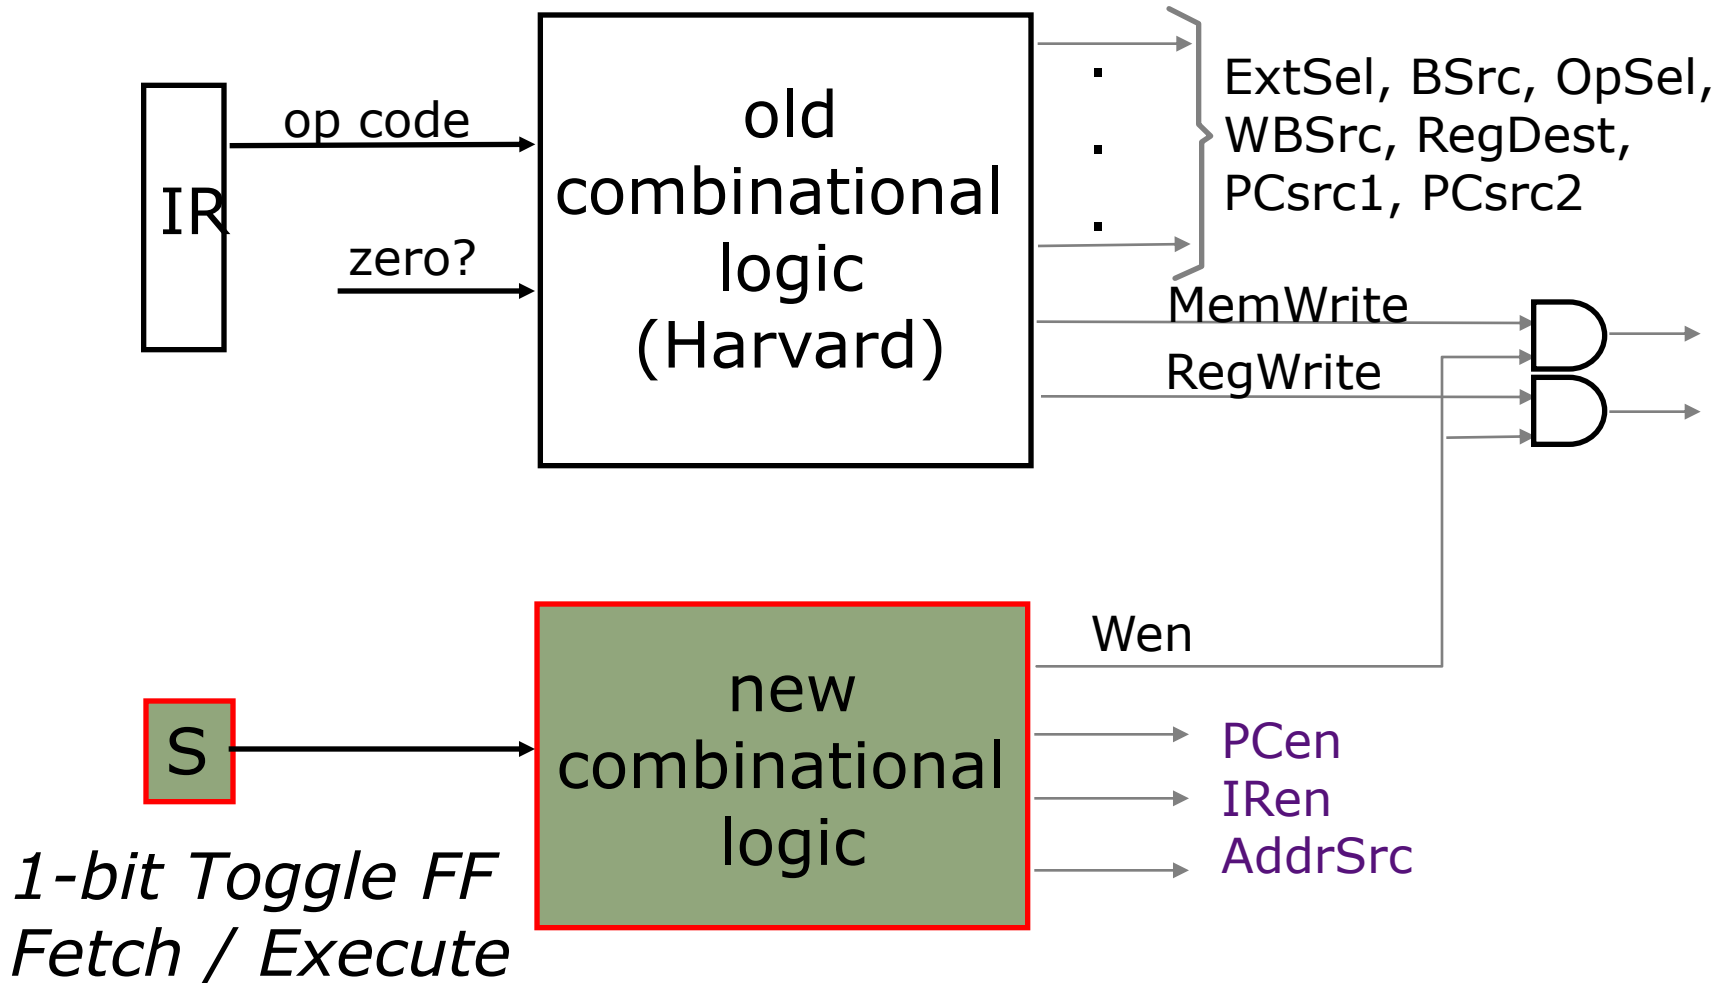 IR
op code
zero?
old
combinational
logic
(Harvard)
ExtSel, BSrc, OpSel,
WBSrc, RegDest,
PCsrc1, PCsrc2
MemWrite
RegWrite
S
1-bit Toggle FF
Fetch / Execute
new
combinational
logic
Wen
PCen
IRen
AddrSrc